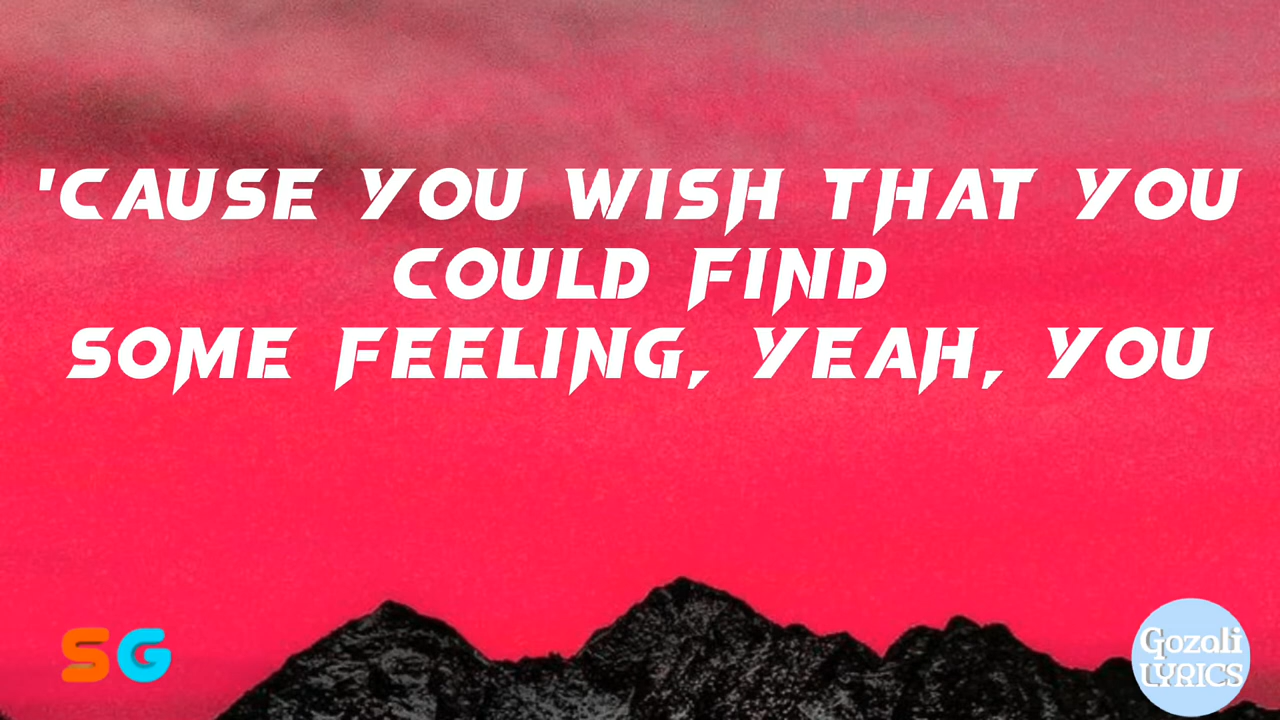 'CAUSE YOU WISH THAT YOU
COULD FIND
SOME FEELING, YEAH, YOU
SG
Gozali
LYRICS